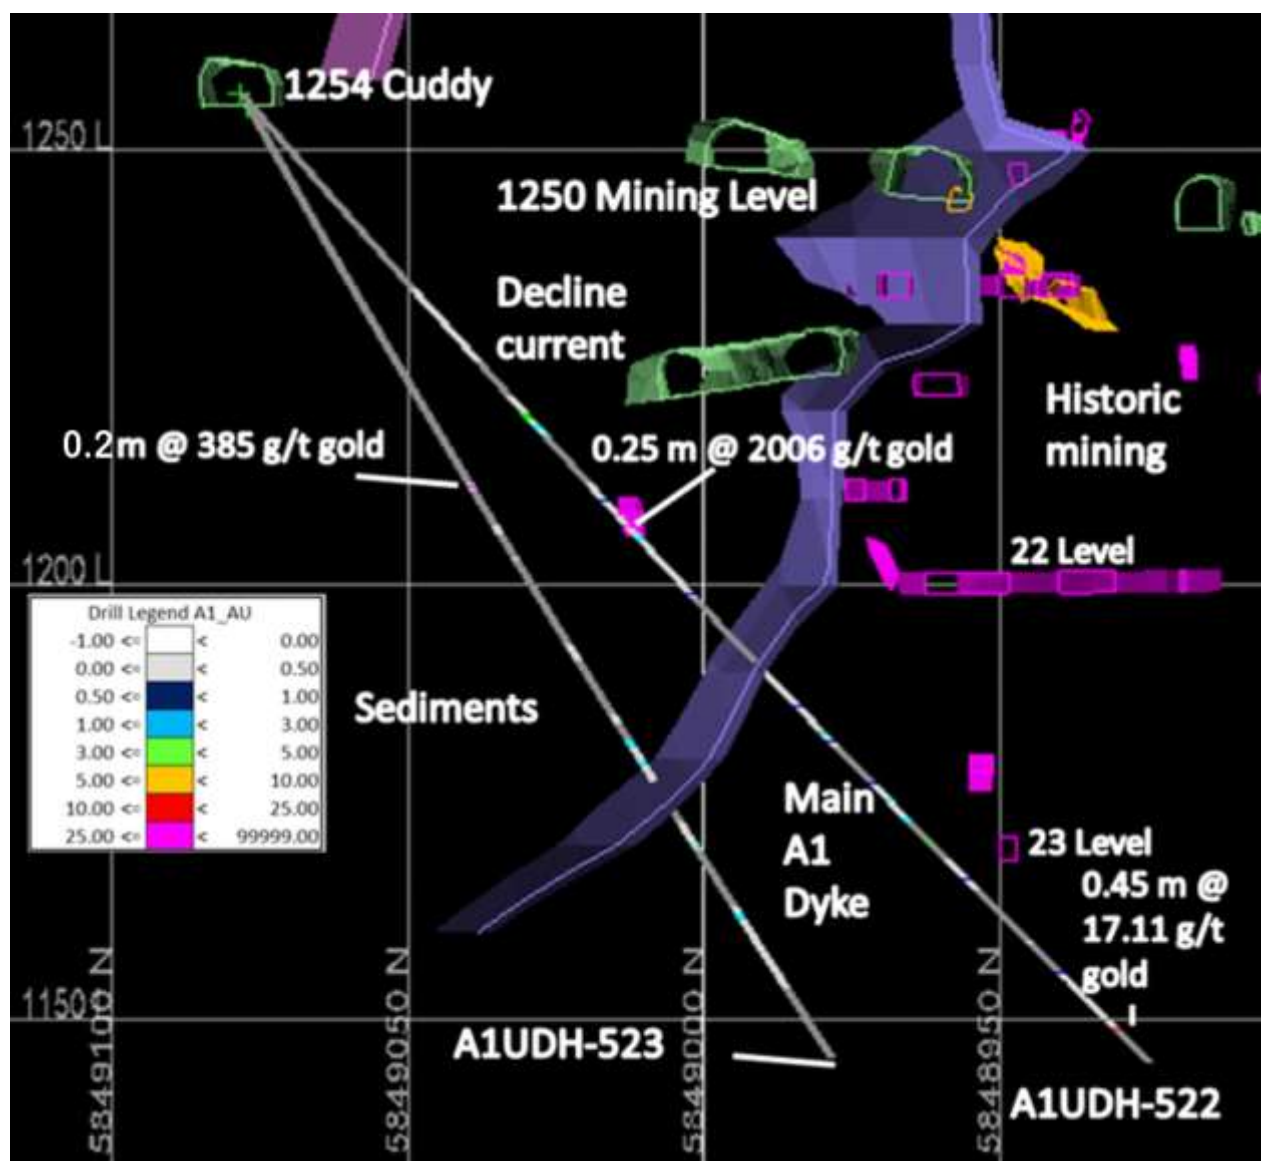 1254 Cuddy
1250 L
1250 Mining Level
Decline
current
Historic
mining
0.2m @ 385 g/t gold
0.25 m @ 2006 g/t gold
22 Level
1200 L
Drill Legend A1_AU
-1.00 <= < 0.00
0.00 <= < 0.50
0.50 <= < 1.00
1.00 <= < 3.00
3.00 <= < 5.00
5.00 <= < 10.00
10.00 <= < 25.00
25.00 <= < 99999.00
Sediments
Main
A1
Dyke
23 Level
0.45 m @
17.11 g/t
gold
1150
5849100 N
5849050 N
5849000 N
5848950 N
A1UDH-523
A1UDH-522